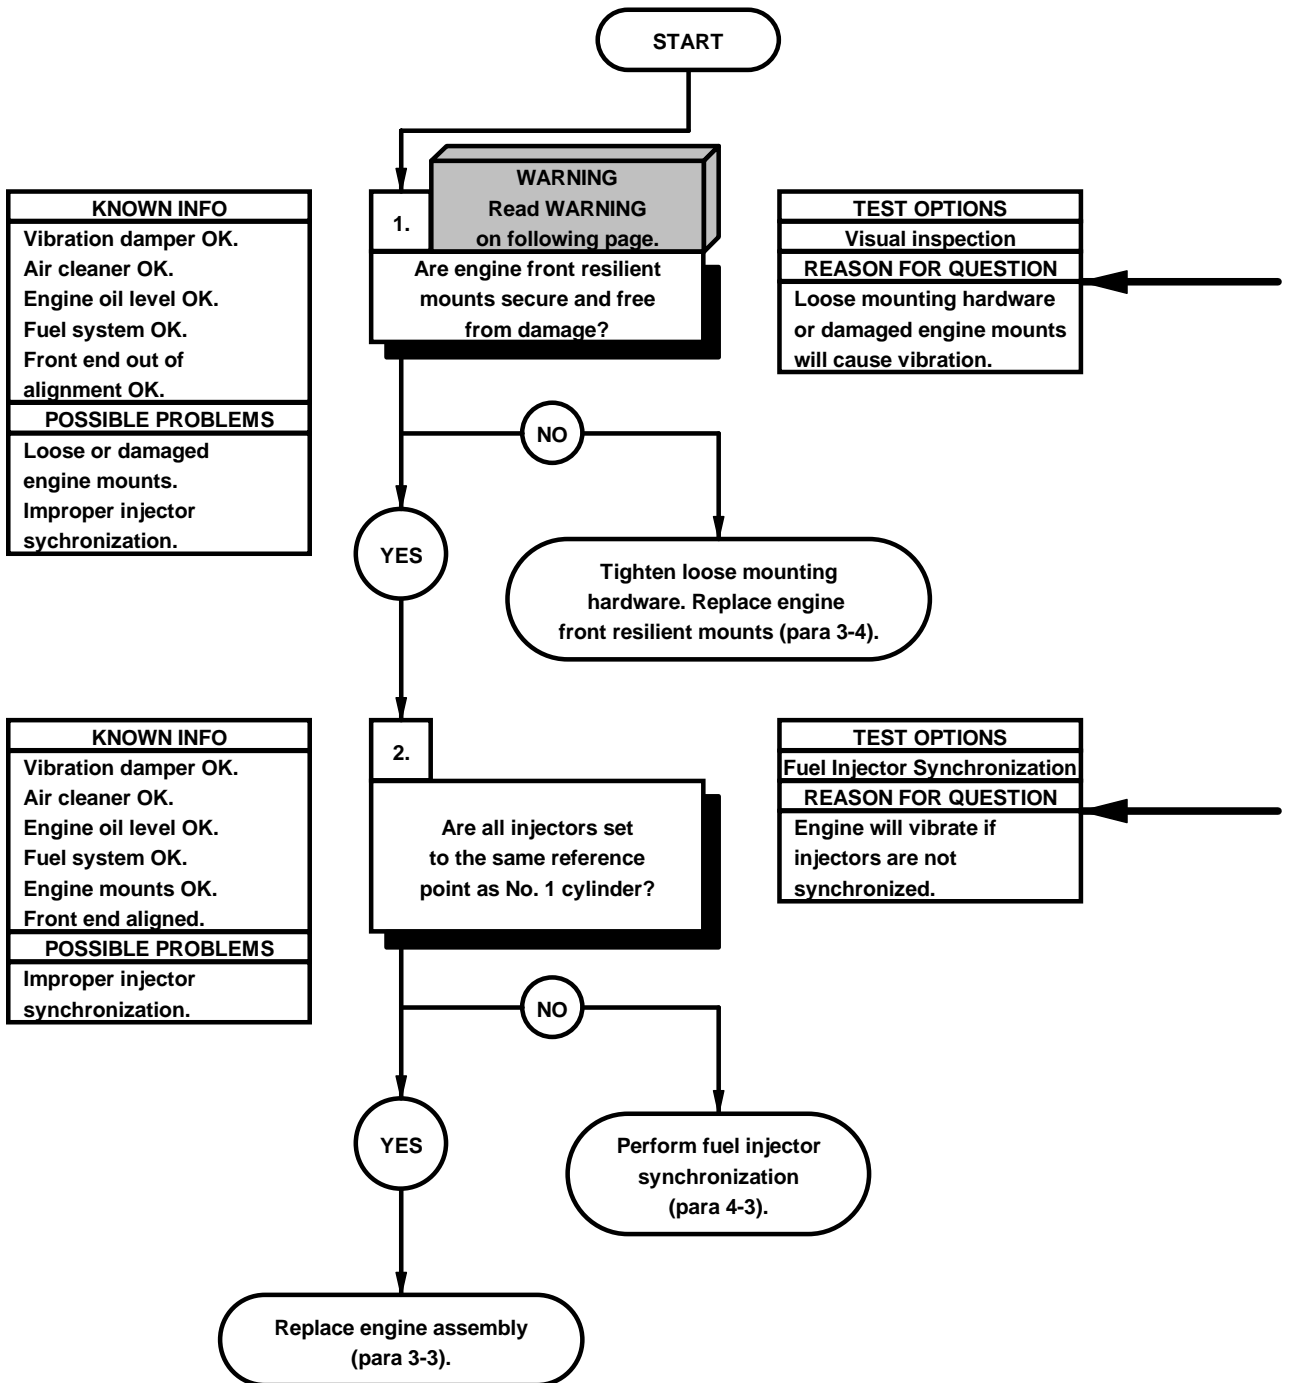 START
KNOWN INFO
Vibration damper OK.
Air cleaner OK.
Engine oil level OK.
Fuel system OK.
Front end out of
alignment OK.
POSSIBLE PROBLEMS
Loose or damaged
engine mounts.
Improper injector
sychronization.
1.
WARNING
Read WARNING
on following page.
Are engine front resilient
mounts secure and free
from damage?
TEST OPTIONS
Visual inspection
REASON FOR QUESTION
Loose mounting hardware
or damaged engine mounts
will cause vibration.
NO
YES
Tighten loose mounting
hardware. Replace engine
front resilient mounts (para 3-4).
KNOWN INFO
Vibration damper OK.
Air cleaner OK.
Engine oil level OK.
Fuel system OK.
Engine mounts OK.
Front end aligned.
POSSIBLE PROBLEMS
Improper injector
synchronization.
2.
Are all injectors set
to the same reference
point as No. 1 cylinder?
TEST OPTIONS
Fuel Injector Synchronization
REASON FOR QUESTION
Engine will vibrate if
injectors are not
synchronized.
NO
YES
Perform fuel injector
synchronization
(para 4-3).
Replace engine assembly
(para 3-3).